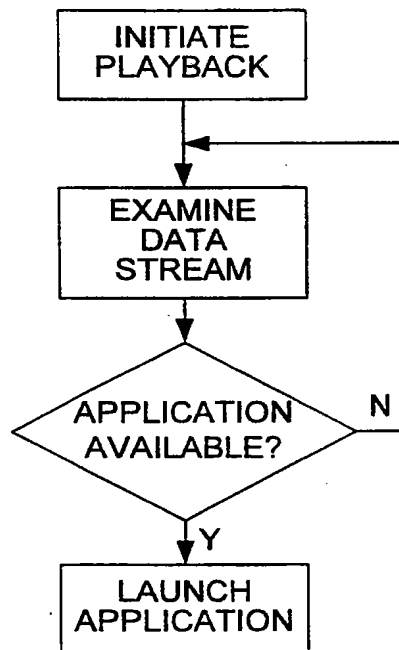 INITIATE
PLAYBACK
EXAMINE
DATA
STREAM
APPLICATION
AVAILABLE?
N
Y
LAUNCH
APPLICATION